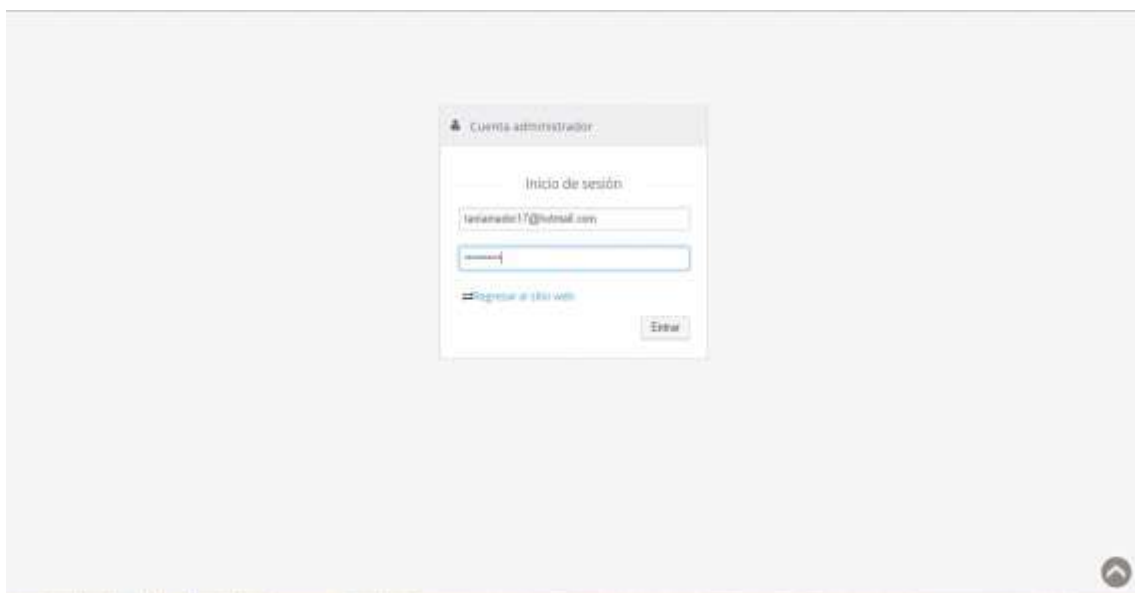 Cuenta administrador
Inicio de sesión
Regresar al sitio web
Entrar